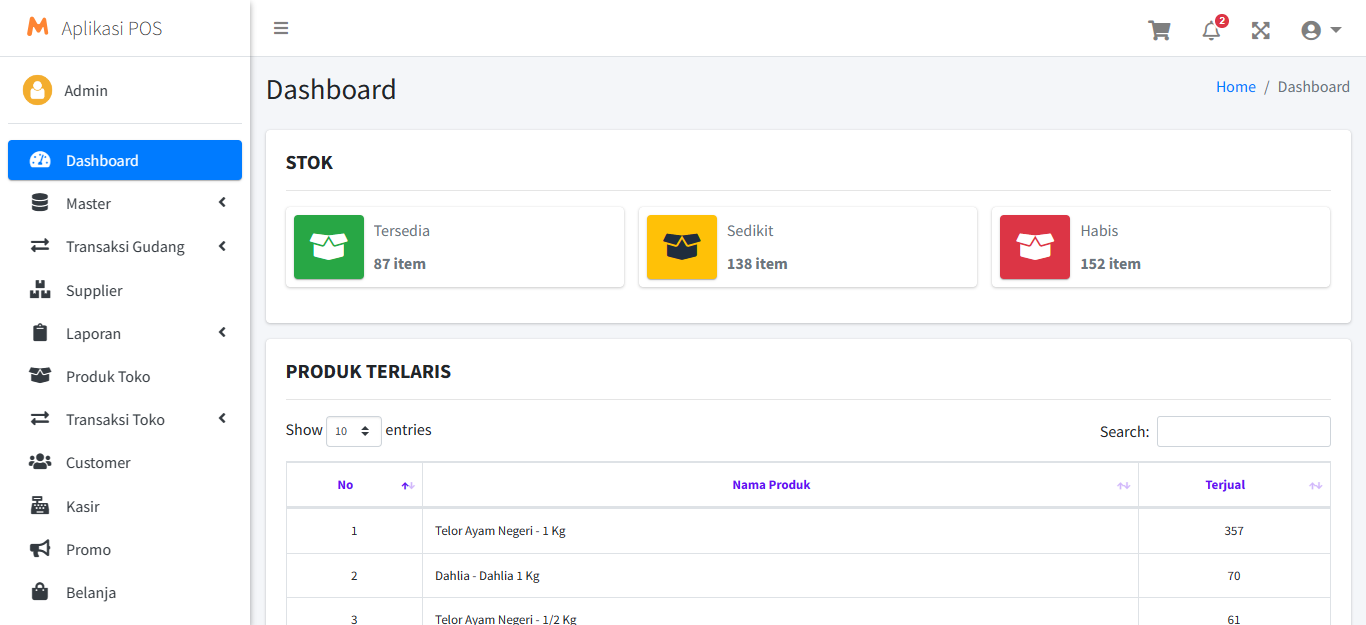 M Aplikasi POS
2
Admin
Dashboard
Home / Dashboard
Dashboard
Master
Transaksi Gudang
Supplier
Laporan
Produk Toko
Transaksi Toko
Customer
Kasir
Promo
Belanja
STOK
Tersedia
87 item
Sedikit
138 item
Habis
152 item
PRODUK TERLARIS
Show 10 entries
Search:
No Nama Produk Terjual
1 Telor Ayam Negeri - 1 Kg 357
2 Dahlia - Dahlia 1 Kg 70
3 Telor Ayam Negeri - 1/2 Kg 61